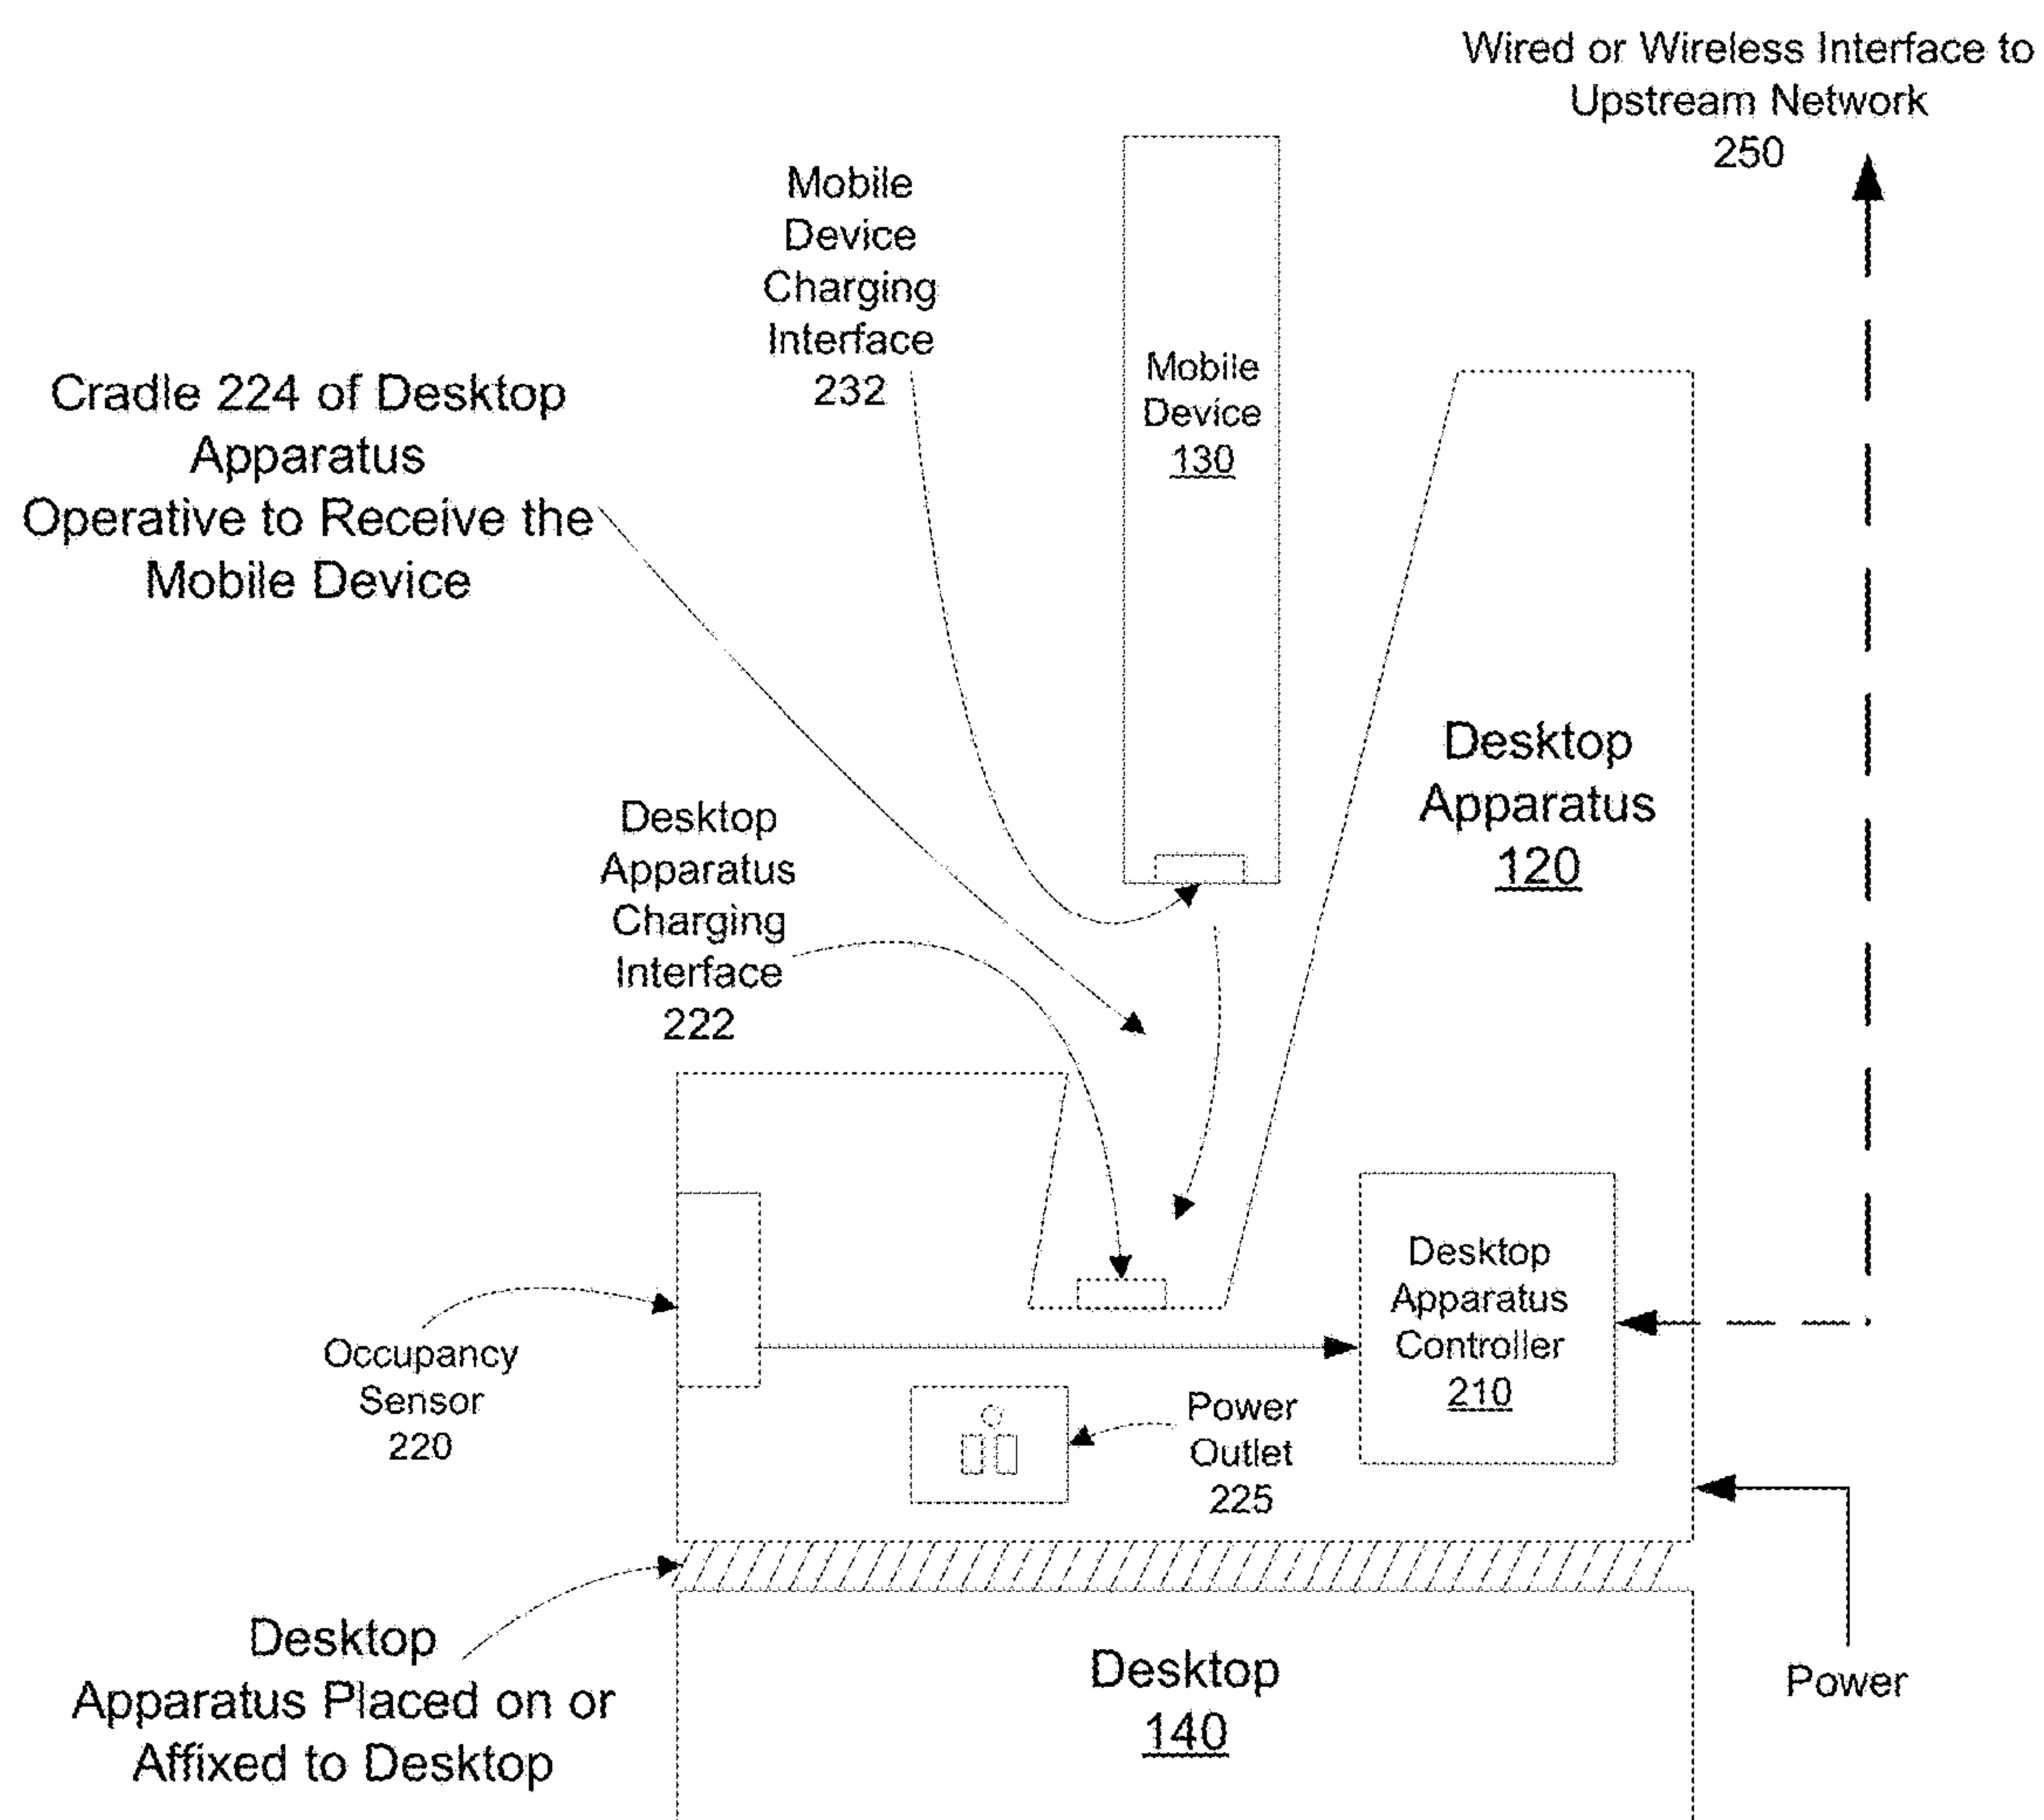 Wired or Wireless Interface to
Upstream Network
250
Mobile
Device
Charging
Interface
232
Mobile
Device
130
Cradle 224 of Desktop
Apparatus
Operative to Receive the
Mobile Device
Desktop
Apparatus
120
Desktop
Apparatus
Charging
Interface
222
Desktop
Apparatus
Controller
210
Occupancy
Sensor
220
Power
Outlet
225
Desktop
Apparatus Placed on or
Affixed to Desktop
Desktop
140
Power